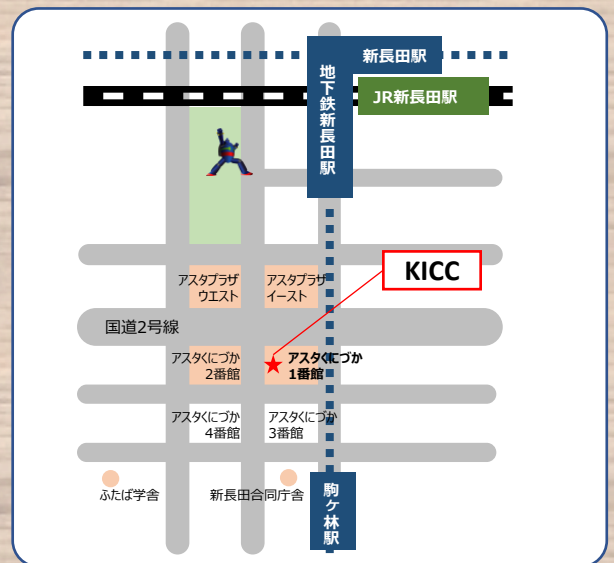 新長田駅
地下鉄新長田駅
JR新長田駅
KICC
アスタプラザ
ウエスト
アスタプラザ
イースト
国道2号線
アスタくにづか
2番館
アスタくにづか
1番館
アスタくにづか
4番館
アスタくにづか
3番館
ふたば学舎
新長田合同庁舎
駒ヶ林駅